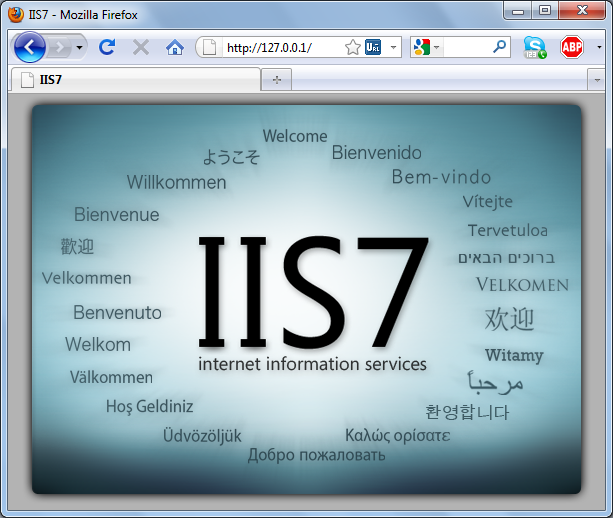 IIS7 - Mozilla Firefox
http://127.0.0.1/
ABP
IIS7
Welcome
ようこそ
Bienvenido
Willkommen
Bem-vindo
Bienvenue
Vítejte
歡迎
Tervetuloa
ברוכים הבאים
Velkommen
VELKOMEN
Benvenuto
欢迎
Welkom
Witamy
Välkommen
مرحباً
Hoş Geldiniz
환영합니다
Üdvözöljük
Καλώς ορίσατε
Добро пожаловать
IIS7
internet information services